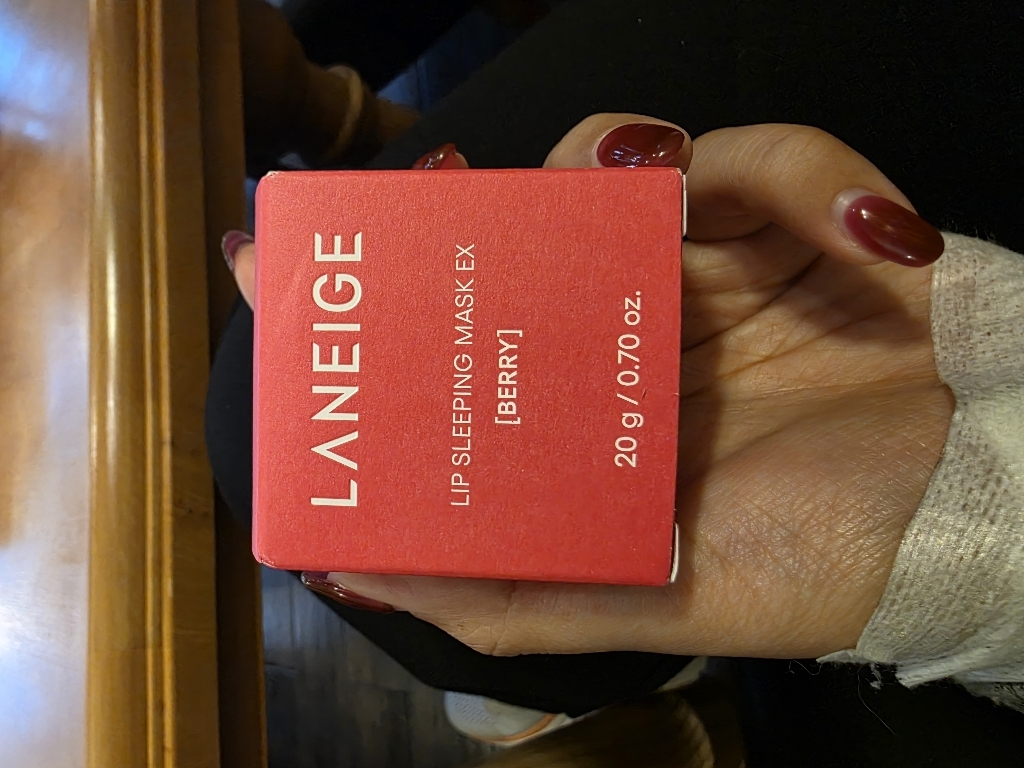 LANEIGE
LIP SLEEPING MASK EX
[BERRY]
20 g / 0.70 oz.